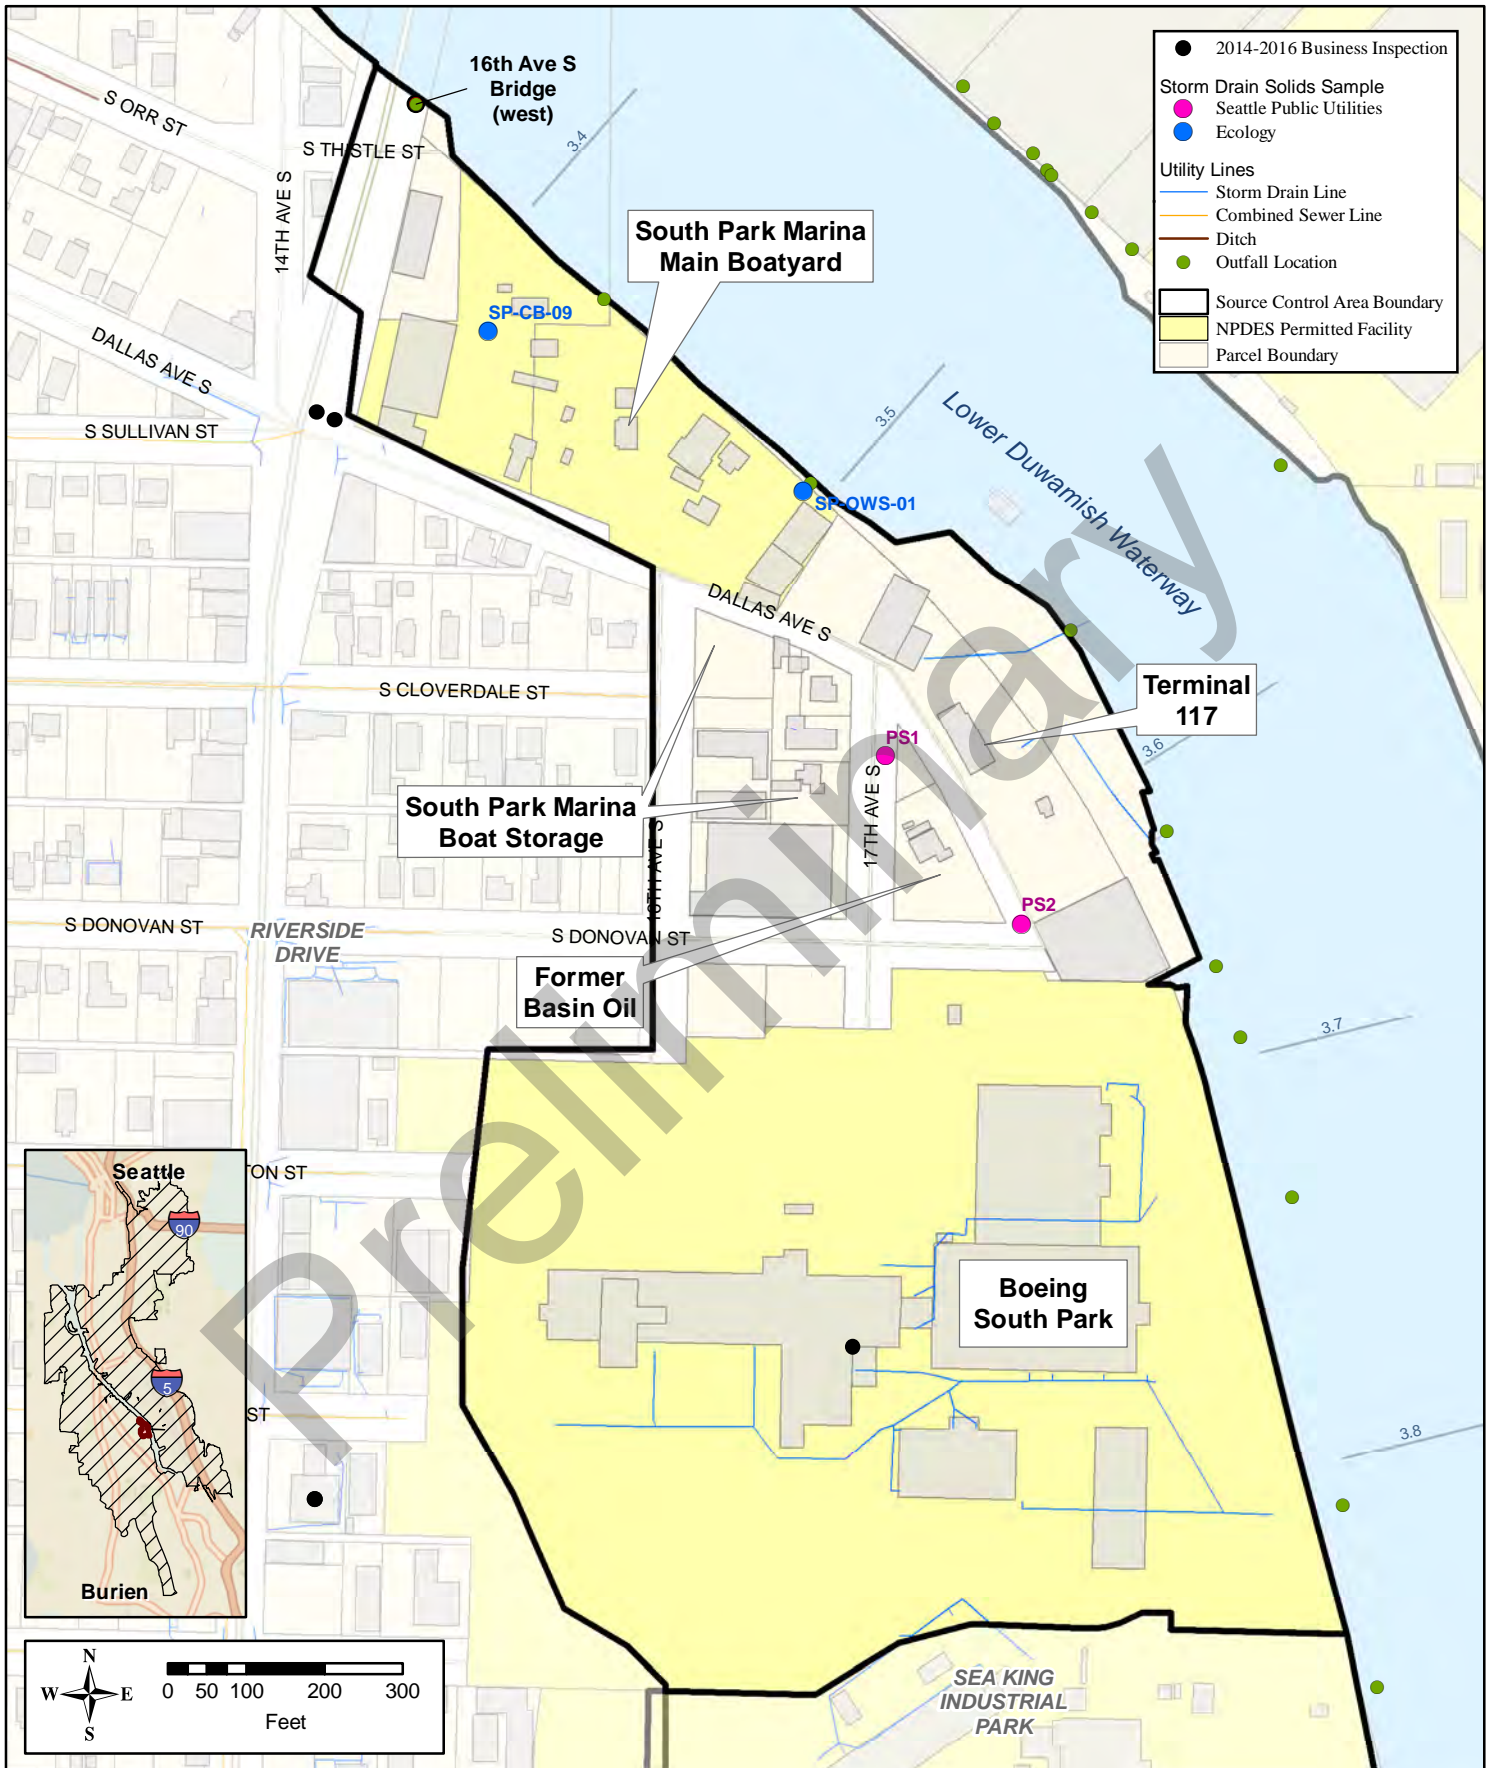 16th Ave S
Bridge
(west)
2014-2016 Business Inspection
Storm Drain Solids Sample
Seattle Public Utilities
Ecology
Utility Lines
Storm Drain Line
Combined Sewer Line
Ditch
Outfall Location
Source Control Area Boundary
NPDES Permitted Facility
Parcel Boundary
S ORR ST
S THISTLE ST
14TH AVE S
3.4
South Park Marina
Main Boatyard
SP-CB-09
DALLAS AVE S
S SULLIVAN ST
3.5
Lower Duwamish Waterway
SP-OWS-01
DALLAS AVE S
S CLOVERDALE ST
Terminal
117
3.6
PS1
South Park Marina
Boat Storage
16TH AVE S
17TH AVE S
PS2
S DONOVAN ST
RIVERSIDE
DRIVE
S DONOVAN ST
Former
Basin Oil
3.7
Preliminary
Seattle
TON ST
90
Boeing
South Park
5
ST
3.8
Burien
N
W E
S
0 50 100 200 300
Feet
SEA KING
INDUSTRIAL
PARK